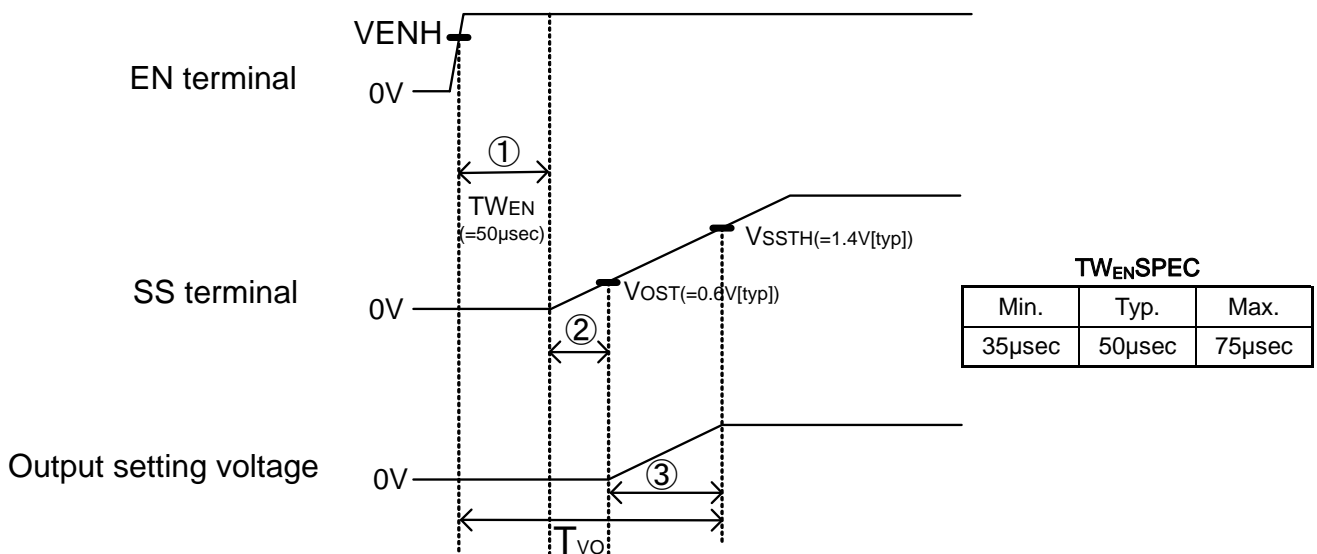 VENH
EN terminal
0V
①
TWEN
(=50μsec)
VSSTH(=1.4V[typ])
SS terminal
VOST(=0.6V[typ])
0V
②
TWENSPEC
Min. Typ. Max.
35μsec 50μsec 75μsec
Output setting voltage
0V
③
TVO